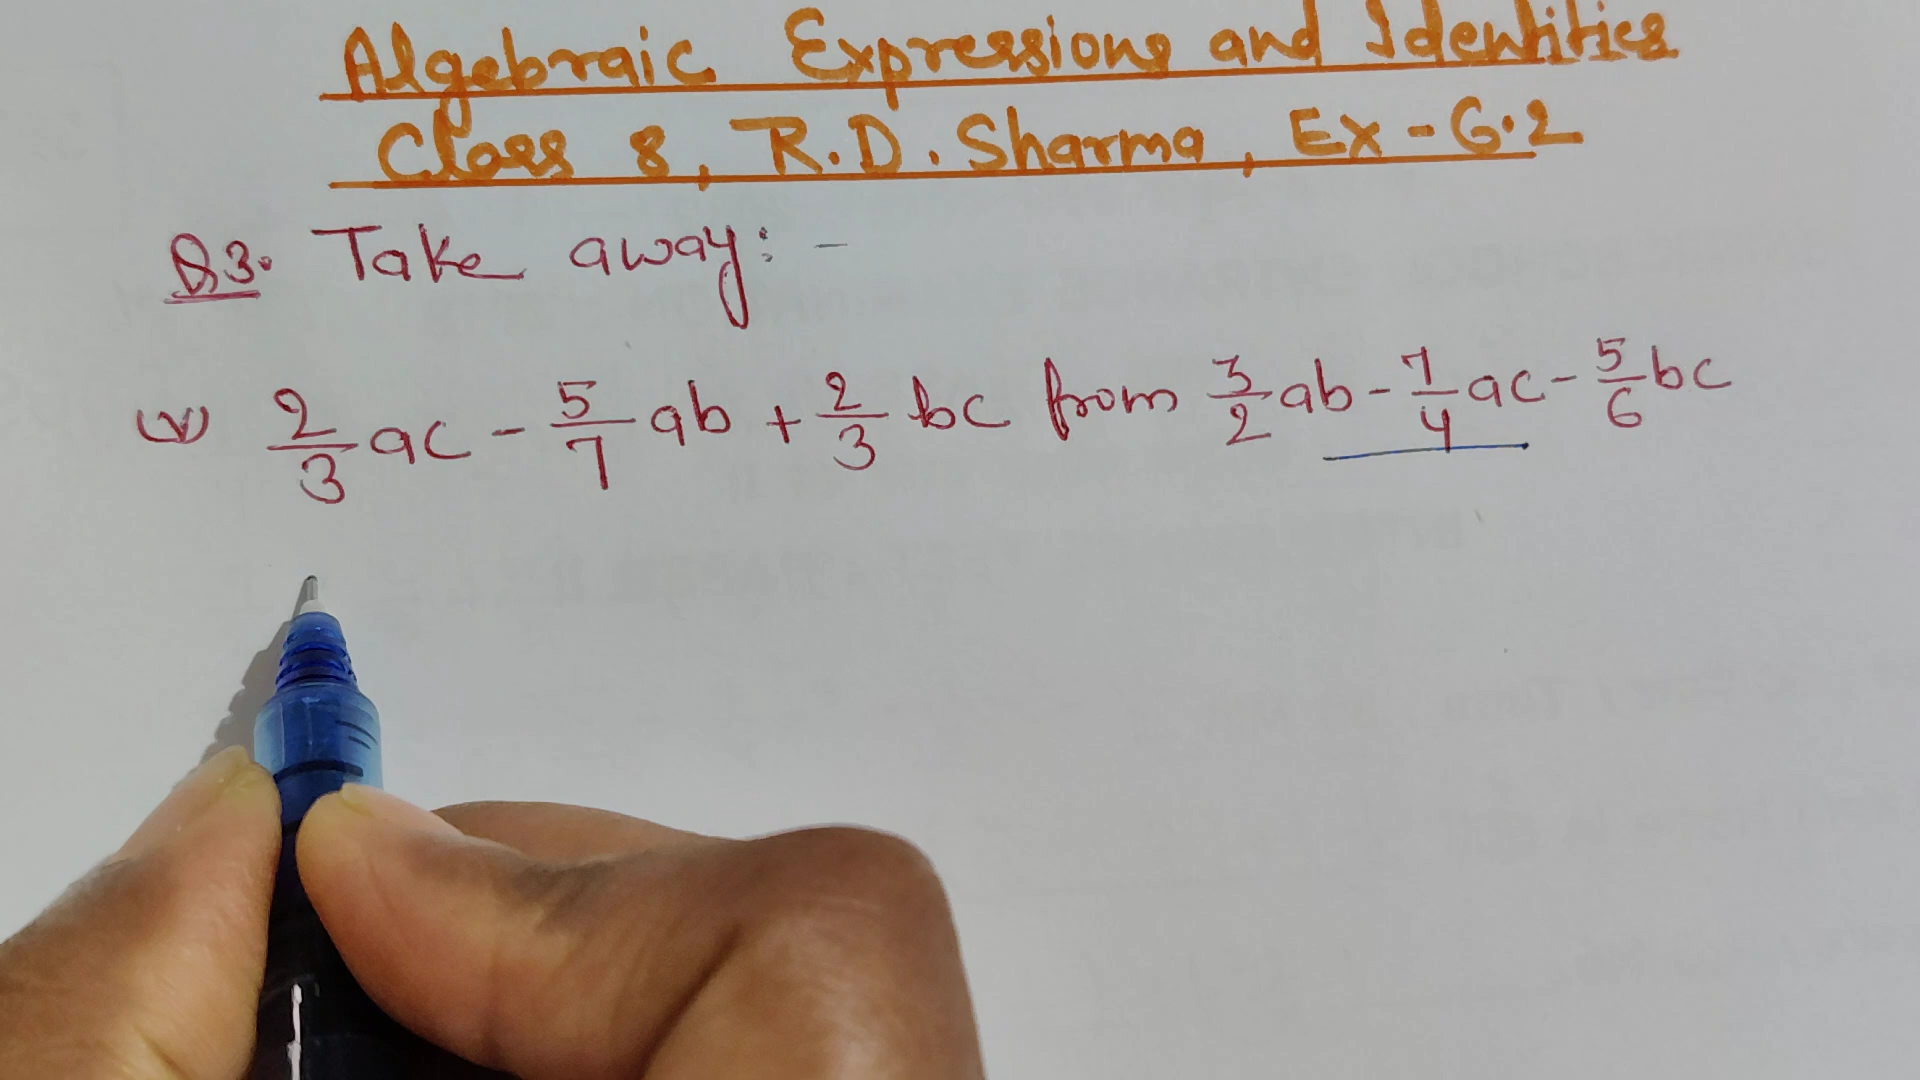 Algebraic Expressions and Identities
Class 8, R.D. Sharma, Ex-6.2
Q3. Take away: -
(v) 2/3 ac - 5/7 ab + 2/3 bc from 3/2 ab - 7/4 ac - 5/6 bc